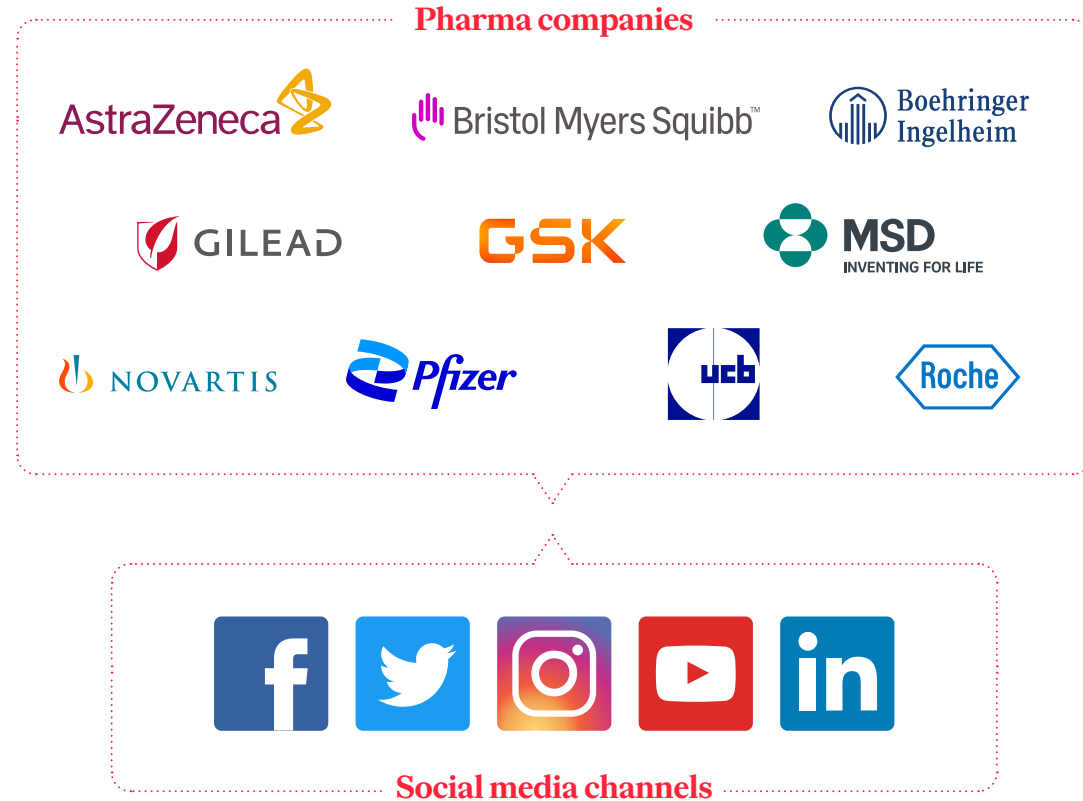 Pharma companies
AstraZeneca
Bristol Myers Squibb™
Boehringer
Ingelheim
GILEAD
GSK
MSD
INVENTING FOR LIFE
NOVARTIS
Pfizer
ucb
Roche
f
in
Social media channels